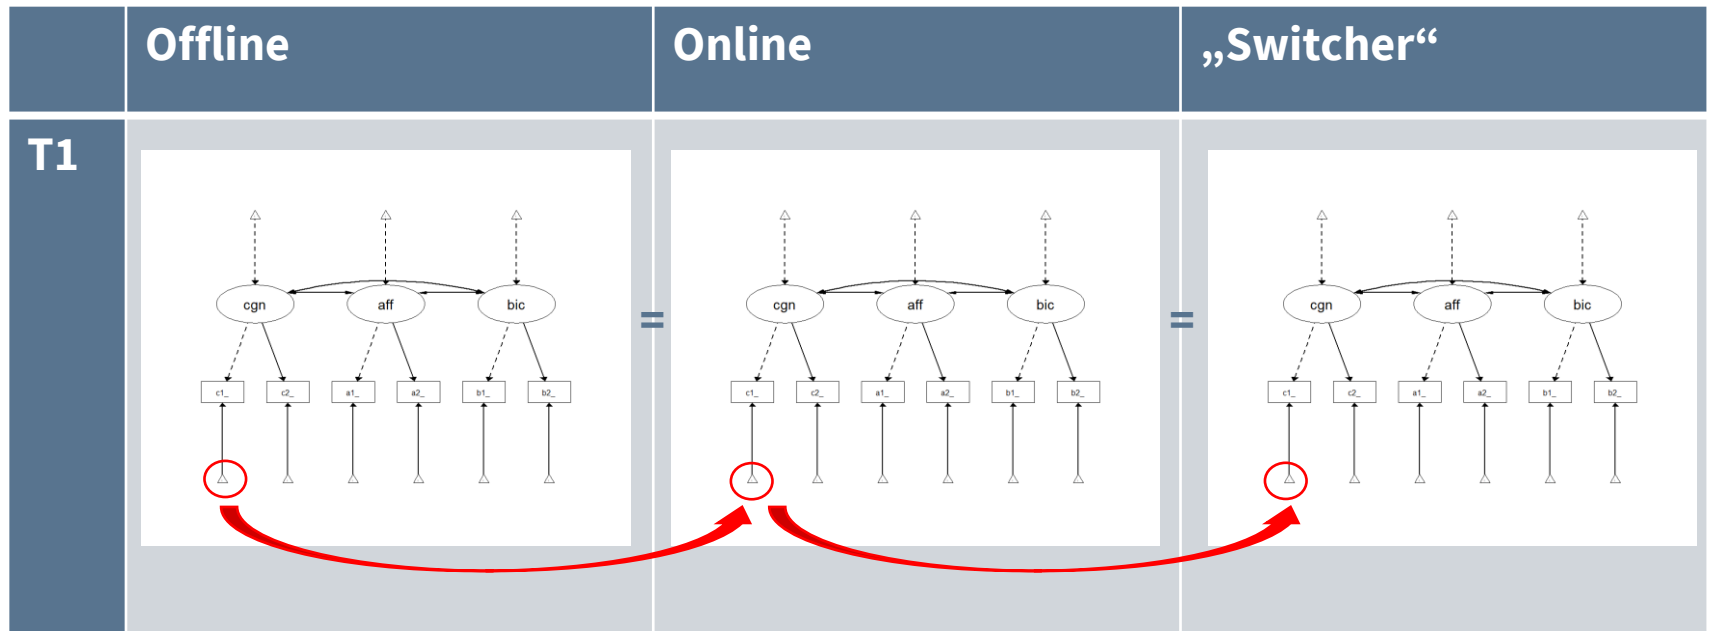 Offline Online „Switcher“
T1
cgn aff bic = cgn aff bic = cgn aff bic
c1_ c2_ a1_ a2_ b1_ b2_ c1_ c2_ a1_ a2_ b1_ b2_ c1_ c2_ a1_ a2_ b1_ b2_